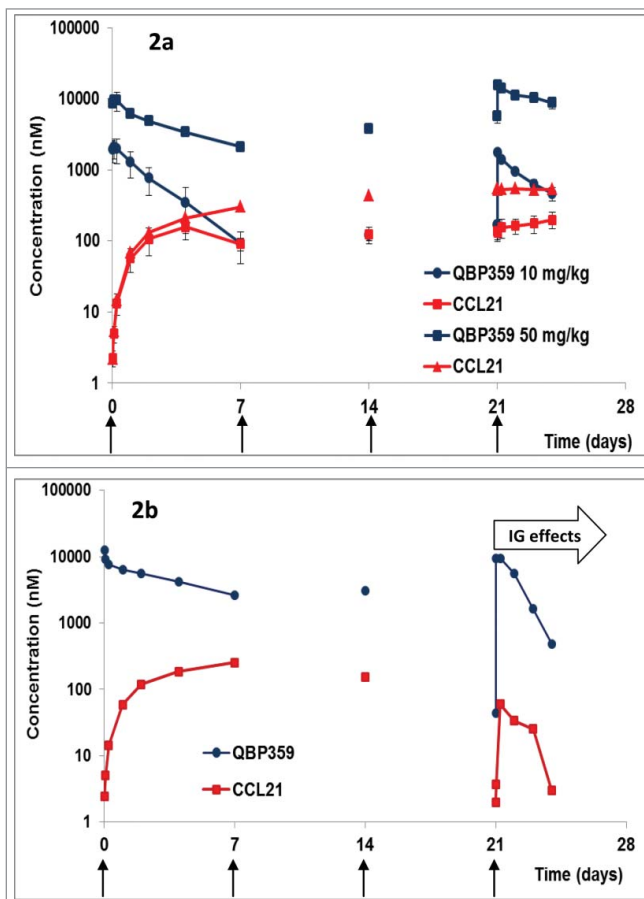 2a
100000
10000
1000
100
10
1
Concentration (nM)
QBP359 10 mg/kg
CCL21
QBP359 50 mg/kg
CCL21
0 7 14 21 28
Time (days)
2b
IG effects
100000
10000
1000
100
10
1
Concentration (nM)
QBP359
CCL21
0 7 14 21 28
Time (days)